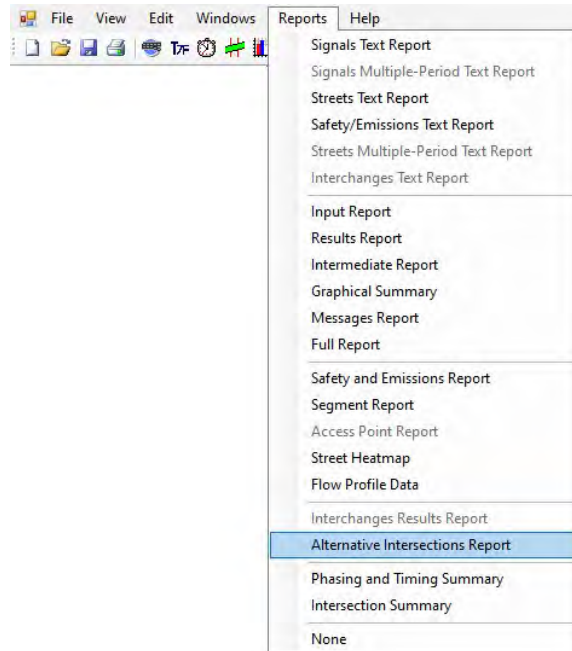 File View Edit Windows Reports Help
T7F
Signals Text Report
Signals Multiple-Period Text Report
Streets Text Report
Safety/Emissions Text Report
Streets Multiple-Period Text Report
Interchanges Text Report
Input Report
Results Report
Intermediate Report
Graphical Summary
Messages Report
Full Report
Safety and Emissions Report
Segment Report
Access Point Report
Street Heatmap
Flow Profile Data
Interchanges Results Report
Alternative Intersections Report
Phasing and Timing Summary
Intersection Summary
None